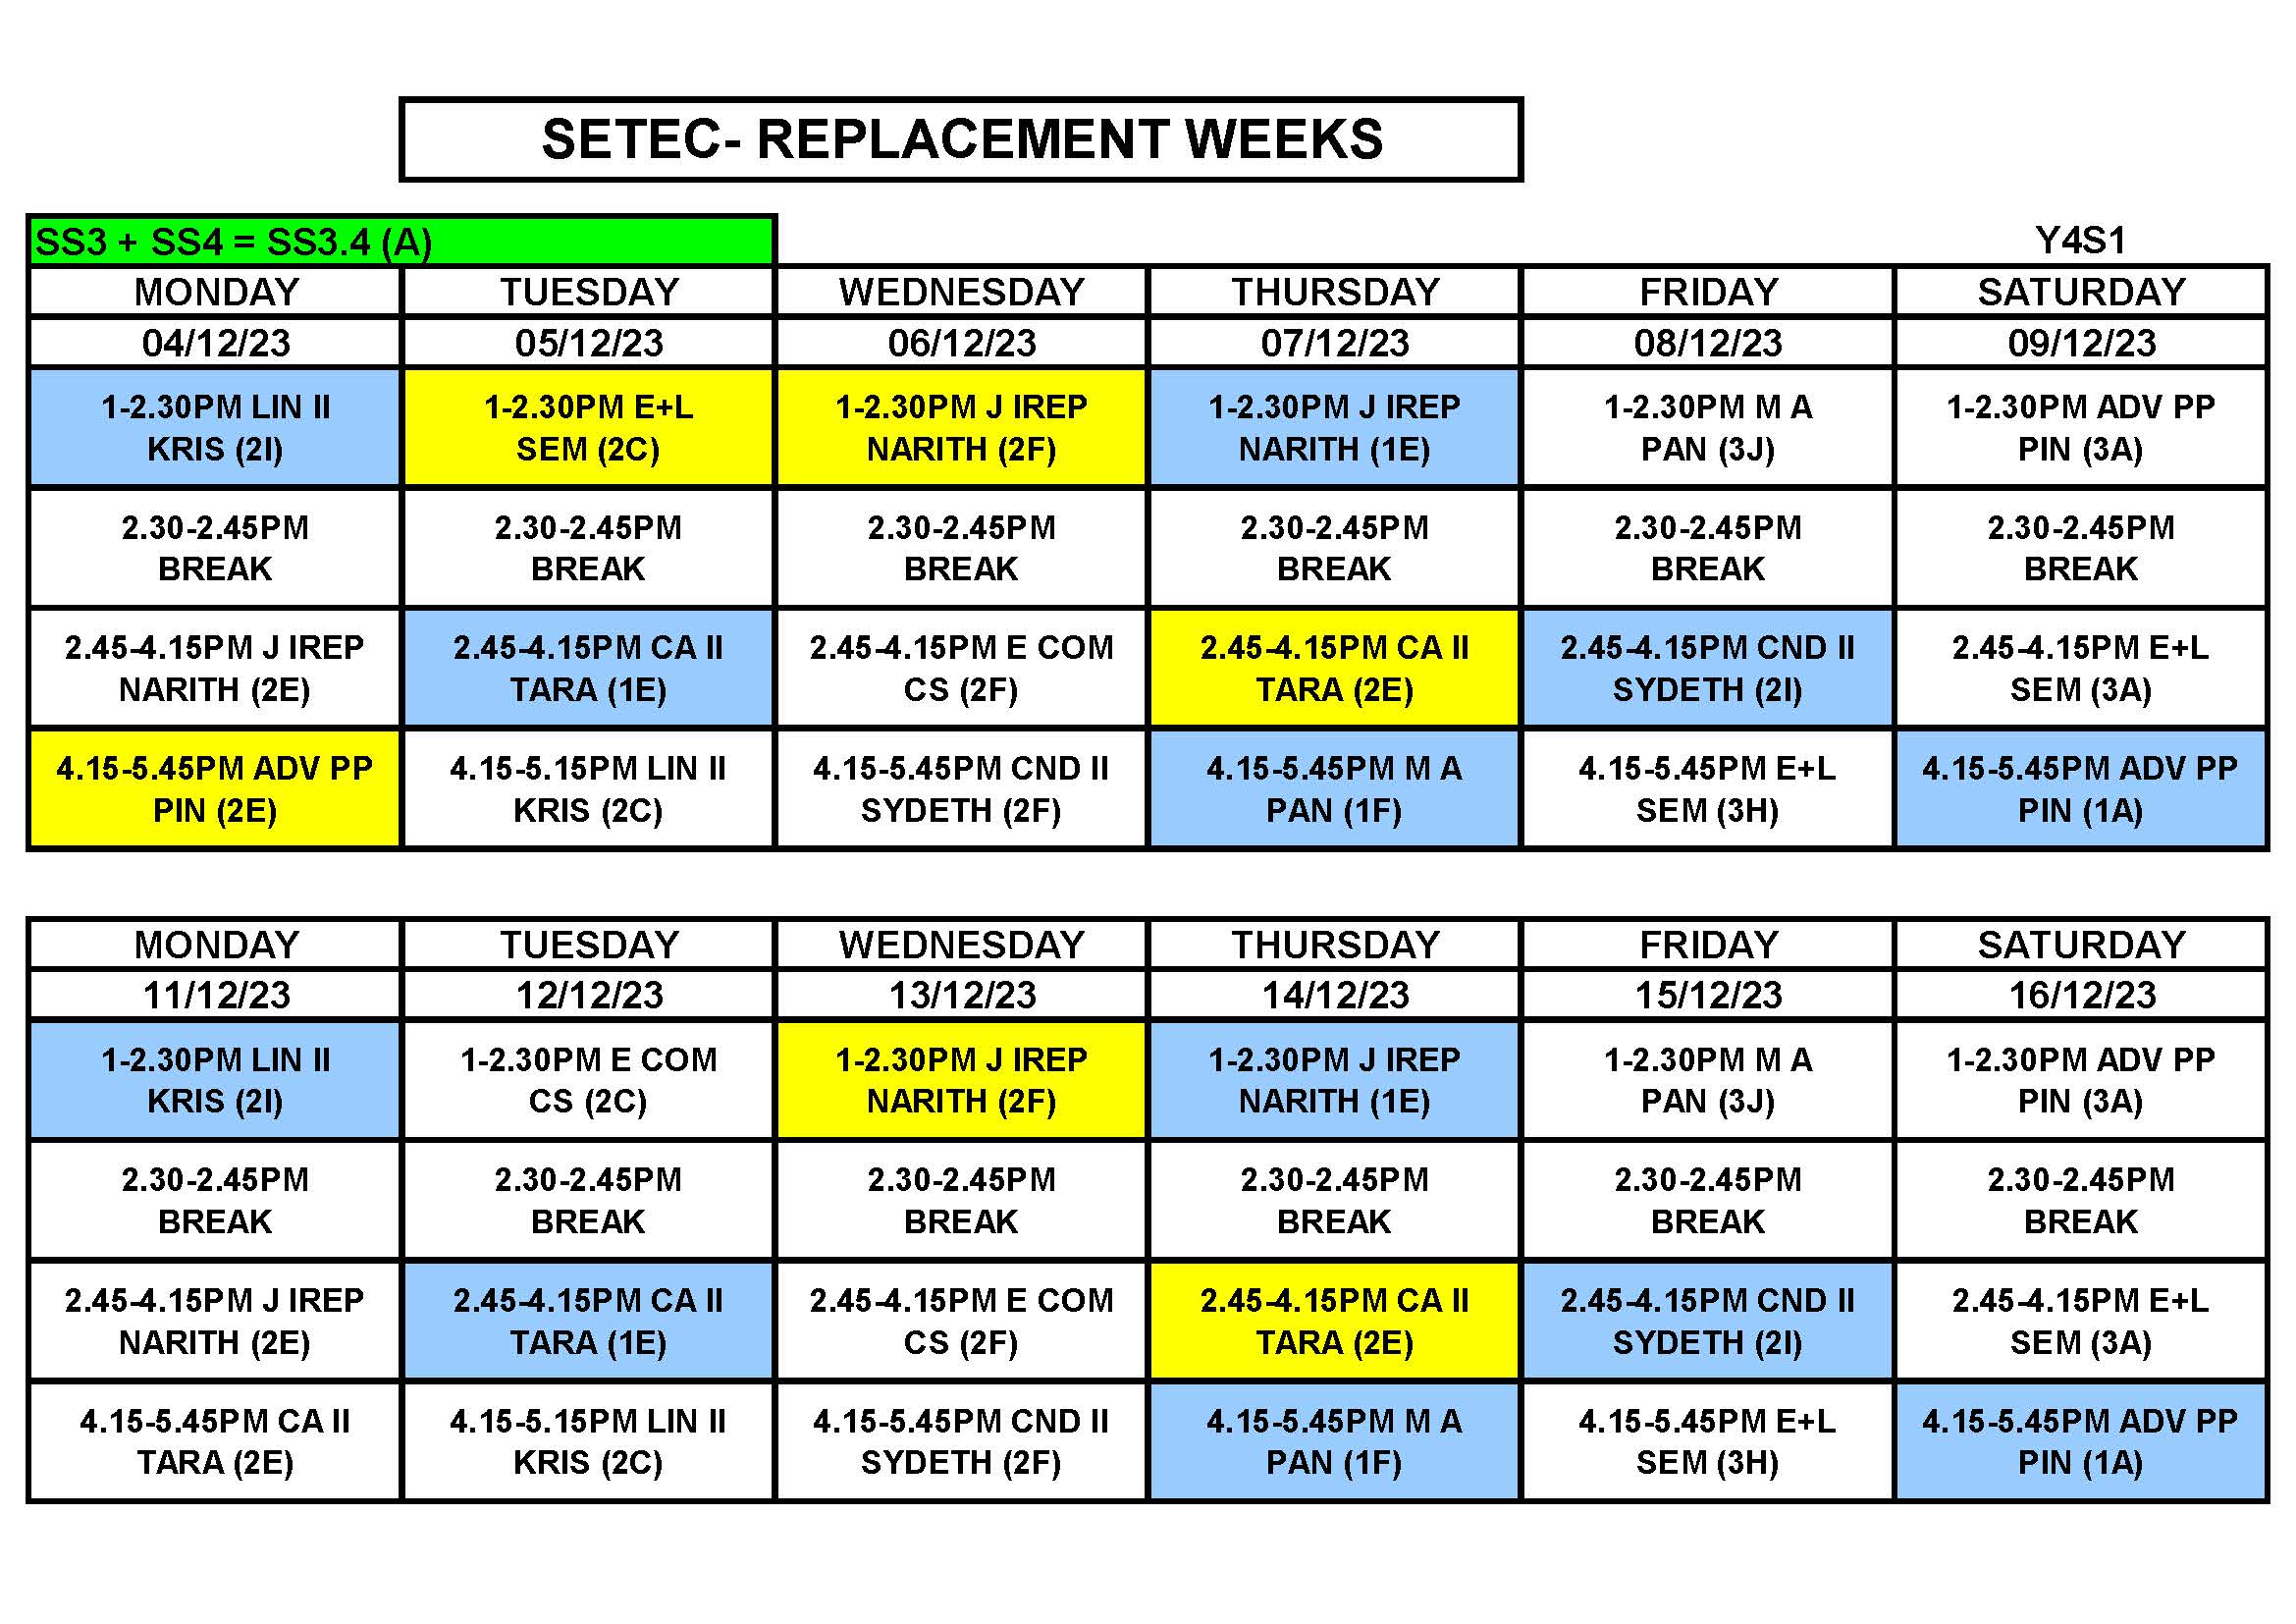 SETEC- REPLACEMENT WEEKS
SS3 + SS4 = SS3.4 (A)
Y4S1
MONDAY TUESDAY WEDNESDAY THURSDAY FRIDAY SATURDAY
04/12/23 05/12/23 06/12/23 07/12/23 08/12/23 09/12/23
1-2.30PM LIN II 1-2.30PM E+L 1-2.30PM J IREP 1-2.30PM J IREP 1-2.30PM M A 1-2.30PM ADV PP
KRIS (2I) SEM (2C) NARITH (2F) NARITH (1E) PAN (3J) PIN (3A)
2.30-2.45PM 2.30-2.45PM 2.30-2.45PM 2.30-2.45PM 2.30-2.45PM 2.30-2.45PM
BREAK BREAK BREAK BREAK BREAK BREAK
2.45-4.15PM J IREP 2.45-4.15PM CA II 2.45-4.15PM E COM 2.45-4.15PM CA II 2.45-4.15PM CND II 2.45-4.15PM E+L
NARITH (2E) TARA (1E) CS (2F) TARA (2E) SYDETH (2I) SEM (3A)
4.15-5.45PM ADV PP 4.15-5.15PM LIN II 4.15-5.45PM CND II 4.15-5.45PM M A 4.15-5.45PM E+L 4.15-5.45PM ADV PP
PIN (2E) KRIS (2C) SYDETH (2F) PAN (1F) SEM (3H) PIN (1A)
MONDAY TUESDAY WEDNESDAY THURSDAY FRIDAY SATURDAY
11/12/23 12/12/23 13/12/23 14/12/23 15/12/23 16/12/23
1-2.30PM LIN II 1-2.30PM E COM 1-2.30PM J IREP 1-2.30PM J IREP 1-2.30PM M A 1-2.30PM ADV PP
KRIS (2I) CS (2C) NARITH (2F) NARITH (1E) PAN (3J) PIN (3A)
2.30-2.45PM 2.30-2.45PM 2.30-2.45PM 2.30-2.45PM 2.30-2.45PM 2.30-2.45PM
BREAK BREAK BREAK BREAK BREAK BREAK
2.45-4.15PM J IREP 2.45-4.15PM CA II 2.45-4.15PM E COM 2.45-4.15PM CA II 2.45-4.15PM CND II 2.45-4.15PM E+L
NARITH (2E) TARA (1E) CS (2F) TARA (2E) SYDETH (2I) SEM (3A)
4.15-5.45PM CA II 4.15-5.15PM LIN II 4.15-5.45PM CND II 4.15-5.45PM M A 4.15-5.45PM E+L 4.15-5.45PM ADV PP
TARA (2E) KRIS (2C) SYDETH (2F) PAN (1F) SEM (3H) PIN (1A)